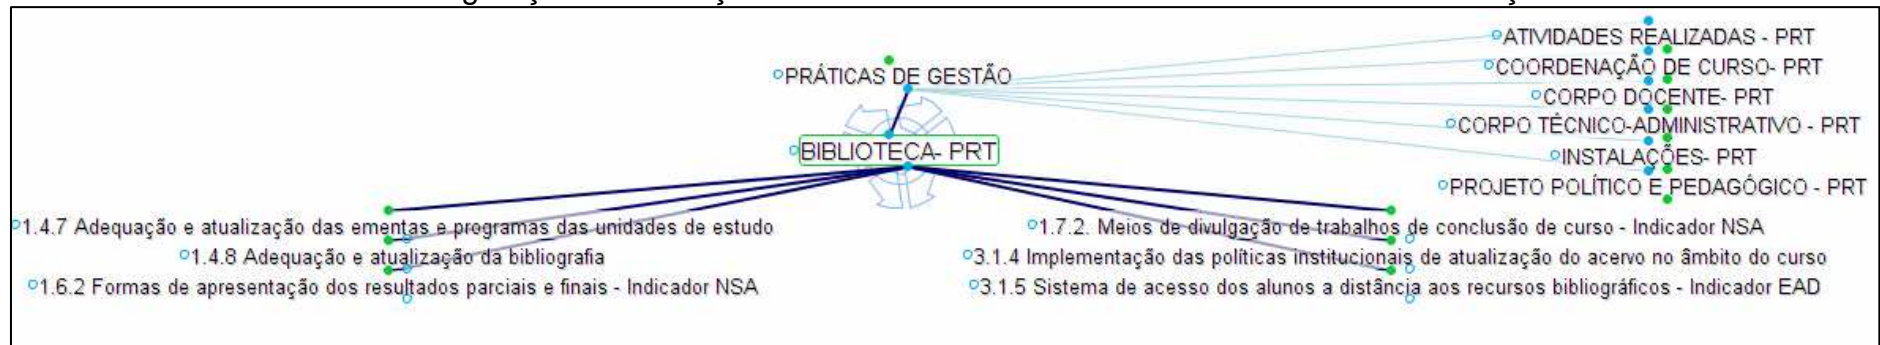 PRÁTICAS DE GESTÃO
BIBLIOTECA- PRT
ATIVIDADES REALIZADAS - PRT
COORDENAÇÃO DE CURSO- PRT
CORPO DOCENTE- PRT
CORPO TÉCNICO-ADMINISTRATIVO - PRT
INSTALAÇÕES- PRT
PROJETO POLÍTICO E PEDAGÓGICO - PRT
1.4.7 Adequação e atualização das ementas e programas das unidades de estudo
1.4.8 Adequação e atualização da bibliografia
1.6.2 Formas de apresentação dos resultados parciais e finais - Indicador NSA
1.7.2. Meios de divulgação de trabalhos de conclusão de curso - Indicador NSA
3.1.4 Implementação das políticas institucionais de atualização do acervo no âmbito do curso
3.1.5 Sistema de acesso dos alunos a distância aos recursos bibliográficos - Indicador EAD